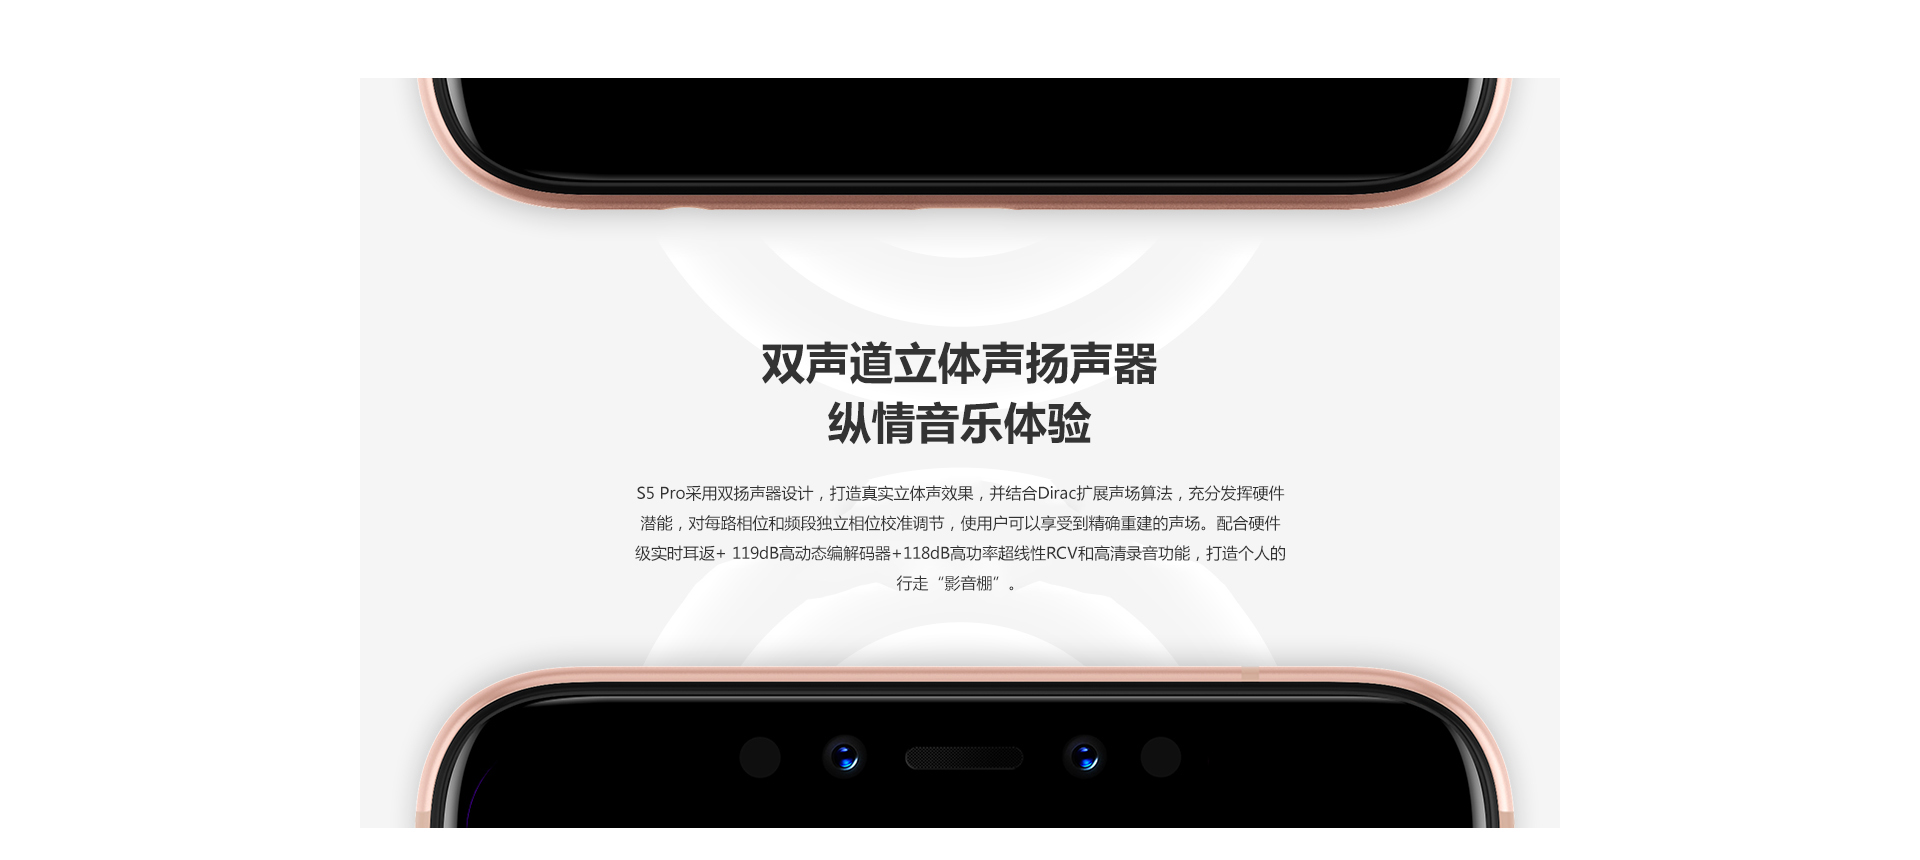 双声道立体声扬声器
纵情音乐体验
S5 Pro采用双扬声器设计，打造真实立体声效果，并结合Dirac扩展声场算法，充分发挥硬件
潜能，对每路相位和频段独立相位校准调节，使用户可以享受到精确重建的声场。配合硬件
级实时耳返+ 119dB高动态编解码器+118dB高功率超线性RCV和高清录音功能，打造个人的
行走“影音棚”。